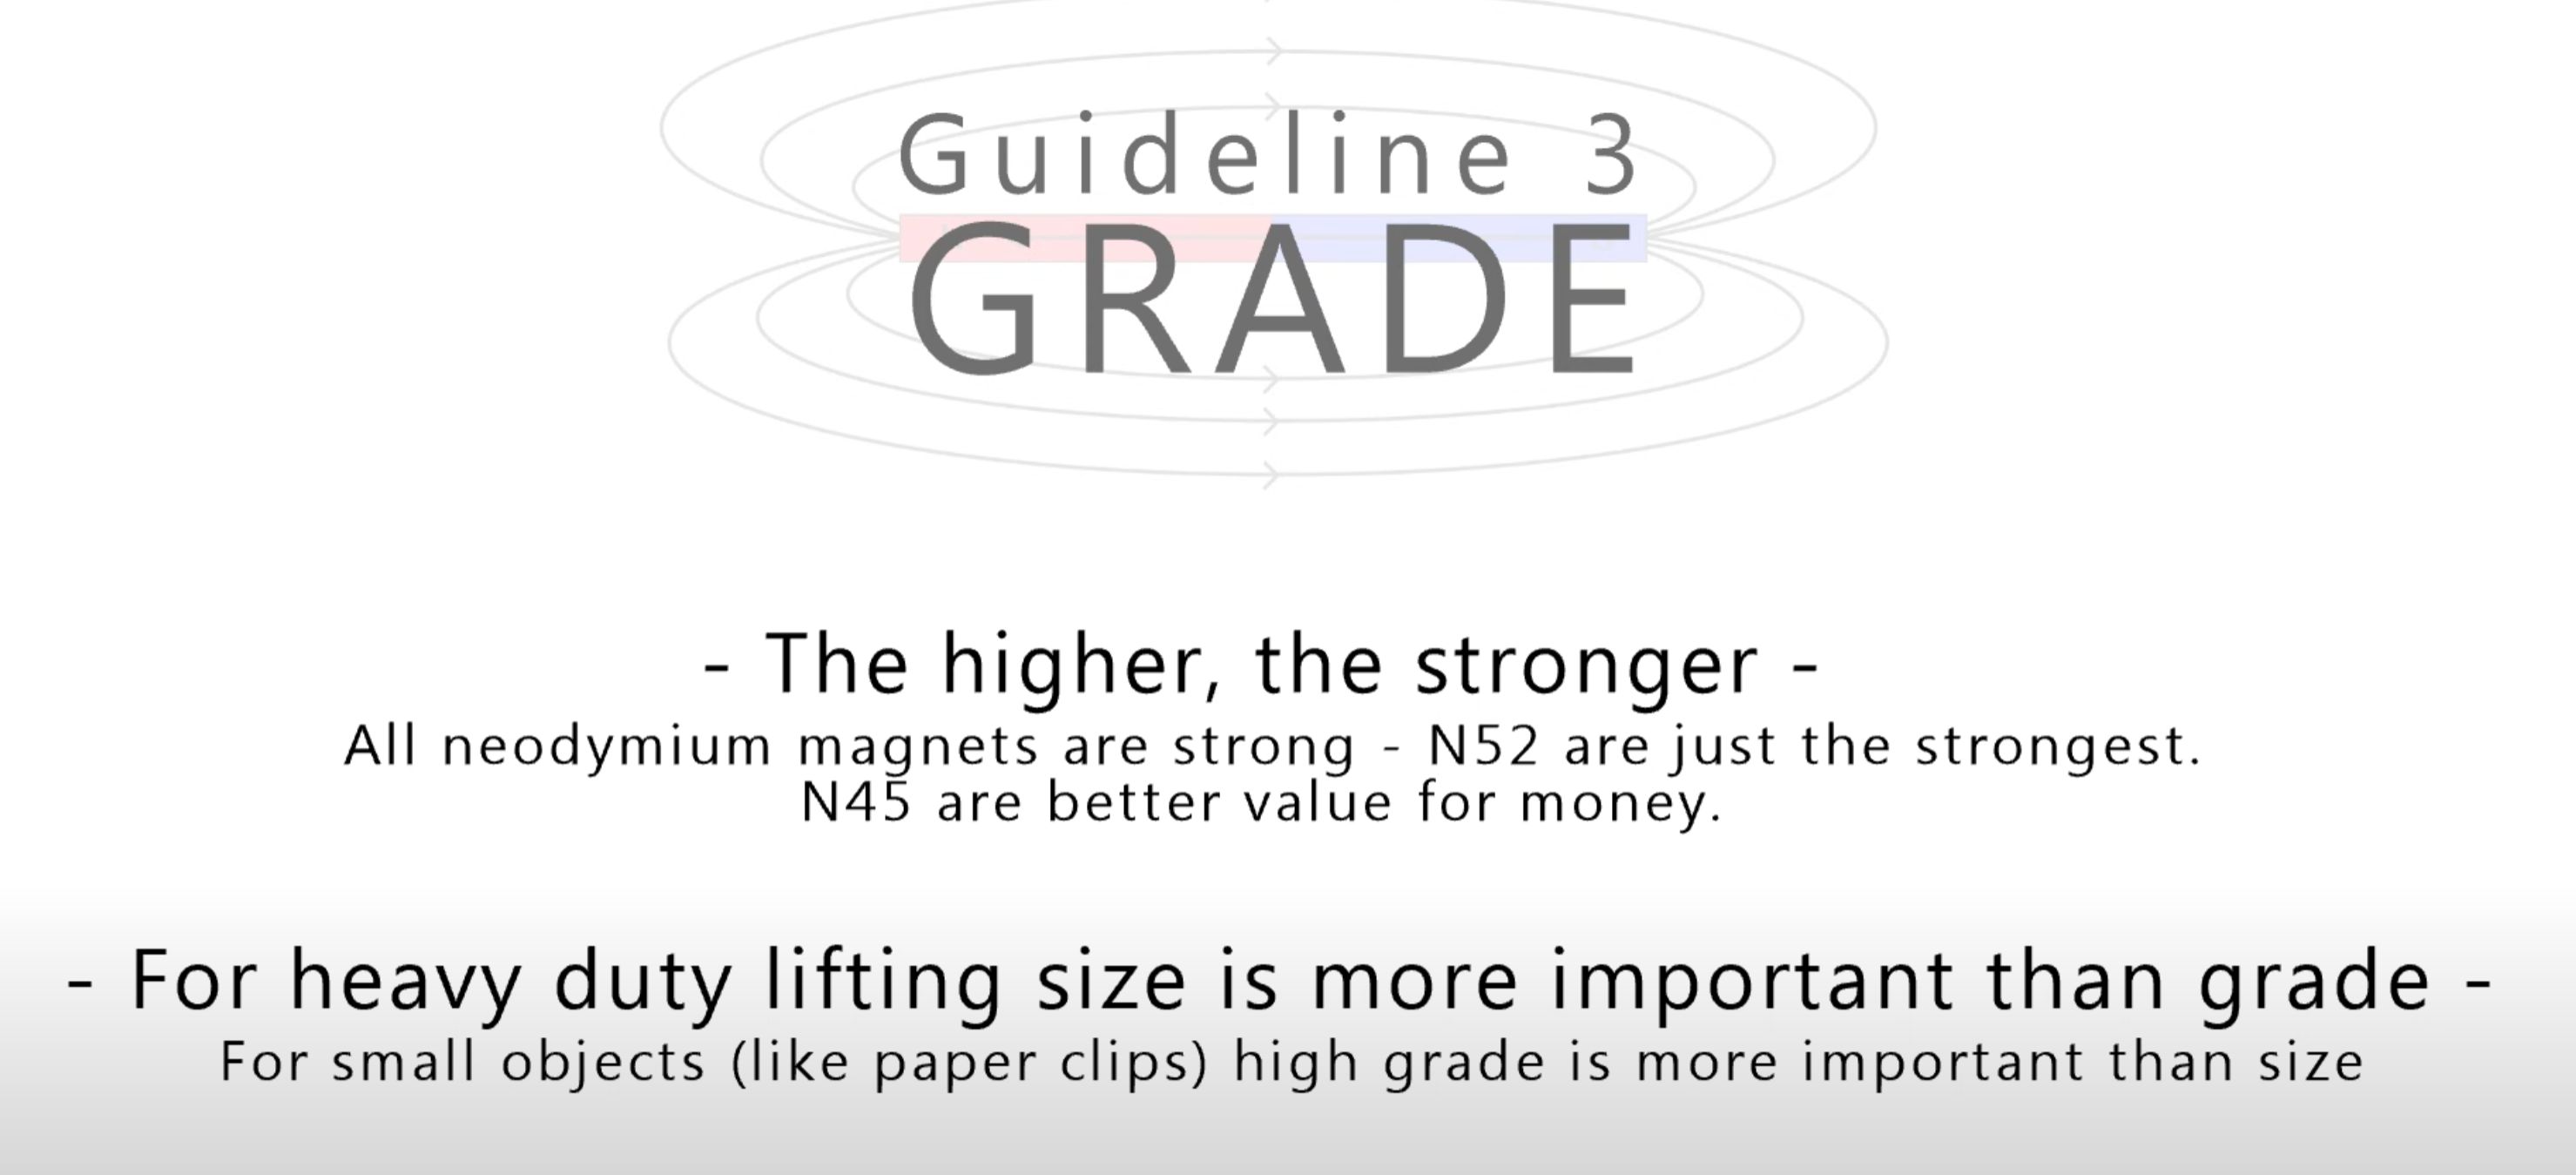 Guideline 3
GRADE
- The higher, the stronger -
All neodymium magnets are strong - N52 are just the strongest.
N45 are better value for money.
- For heavy duty lifting size is more important than grade -
For small objects (like paper clips) high grade is more important than size